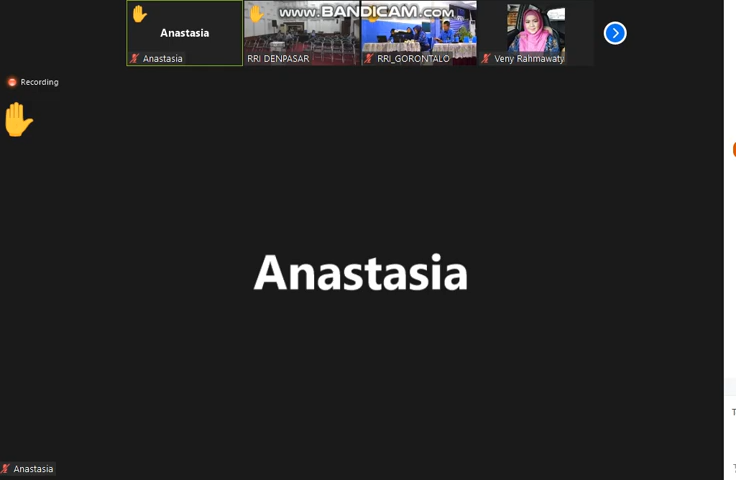 www.BANDICAM.com
Anastasia
Anastasia
RRI DENPASAR
RRI_GORONTALO
Veny Rahmawaty
Recording
Anastasia
Anastasia